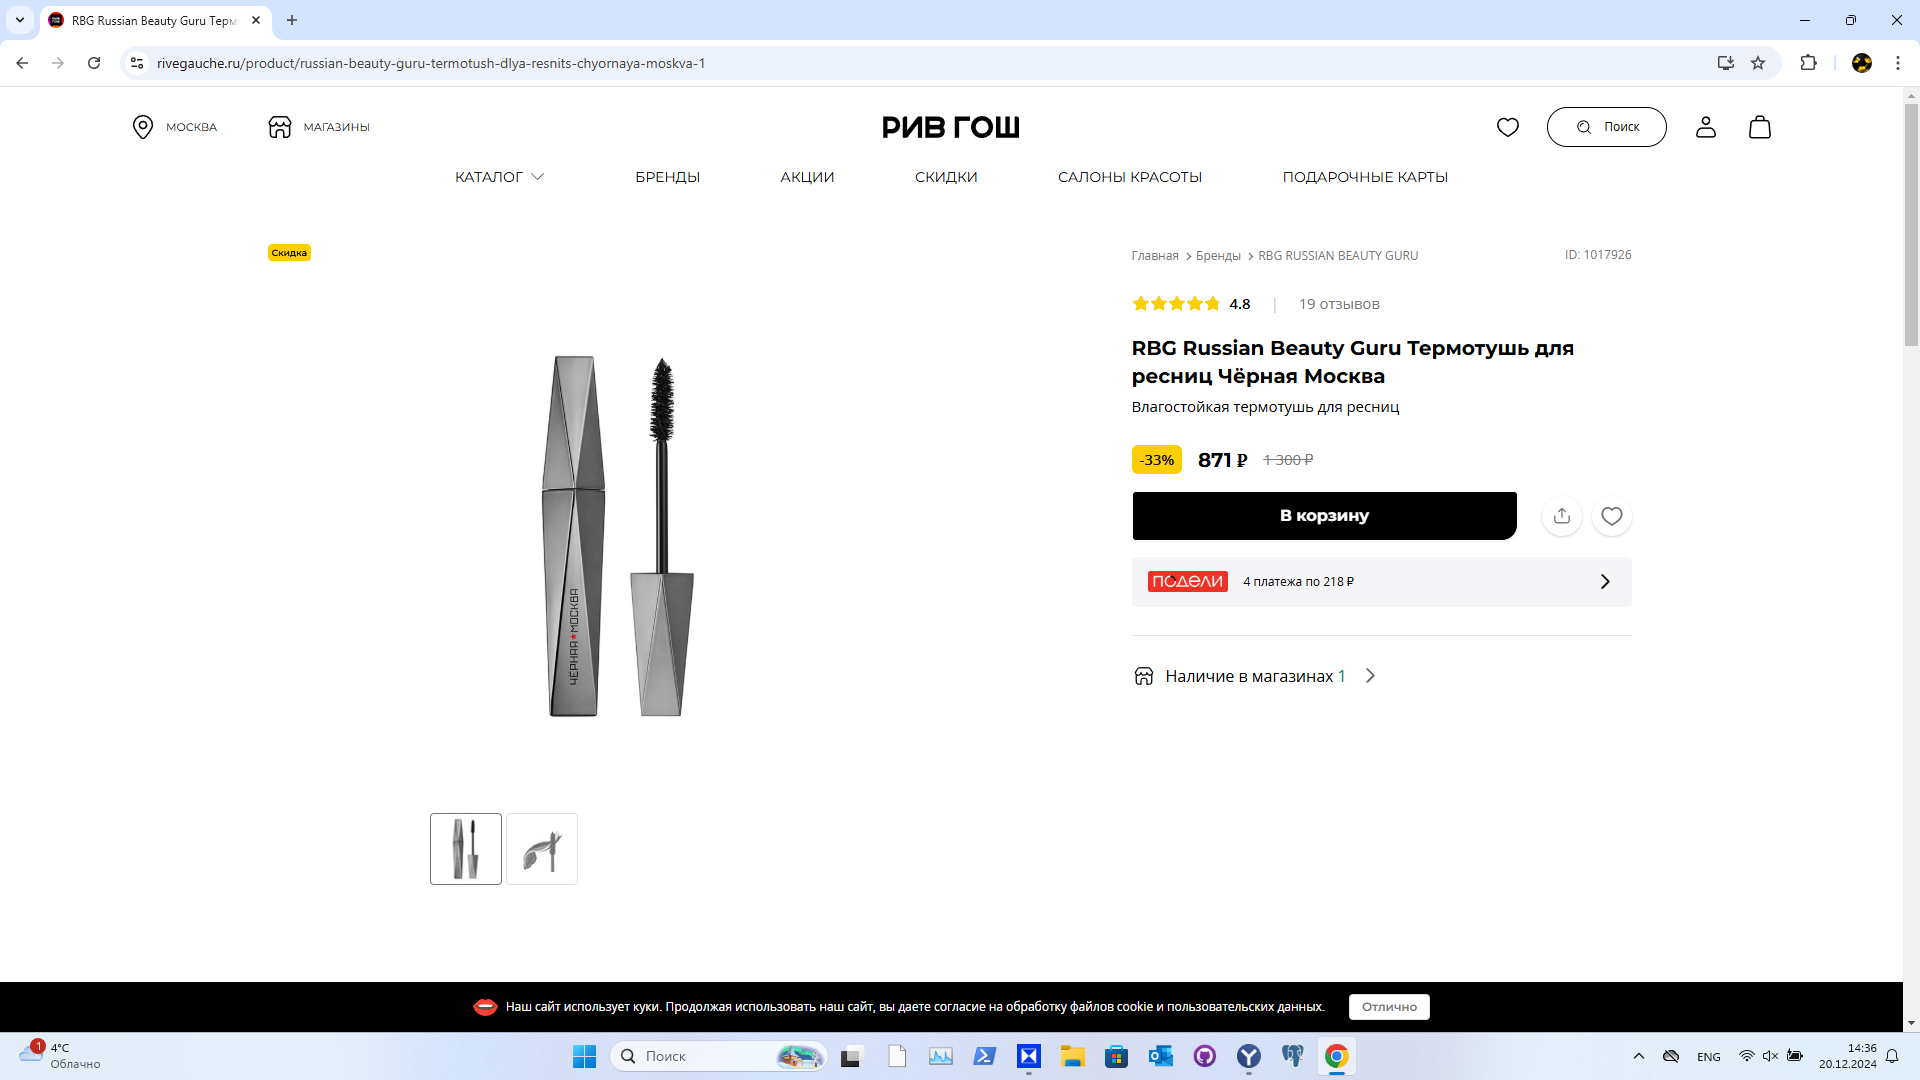 RBG Russian Beauty Guru Терм
rivegauche.ru/product/russian-beauty-guru-termotush-dlya-resnits-chyornaya-moskva-1
МОСКВА
МАГАЗИНЫ
РИВ ГОШ
Поиск
КАТАЛОГ
БРЕНДЫ
АКЦИИ
СКИДКИ
САЛОНЫ КРАСОТЫ
ПОДАРОЧНЫЕ КАРТЫ
Скидка
Главная
Бренды
RBG RUSSIAN BEAUTY GURU
ID: 1017926
4.8
19 отзывов
RBG Russian Beauty Guru Термотушь для
ресниц Чёрная Москва
Влагостойкая термотушь для ресниц
-33%
871 ₽
1 300 ₽
В корзину
ПОДЕЛИ
4 платежа по 218 ₽
Наличие в магазинах 1
ЧЁРНАЯ★МОСКВА
Наш сайт использует куки. Продолжая использовать наш сайт, вы даете согласие на обработку файлов cookie и пользовательских данных.
Отлично
1
4°C
Облачно
Поиск
ENG
14:36
20.12.2024